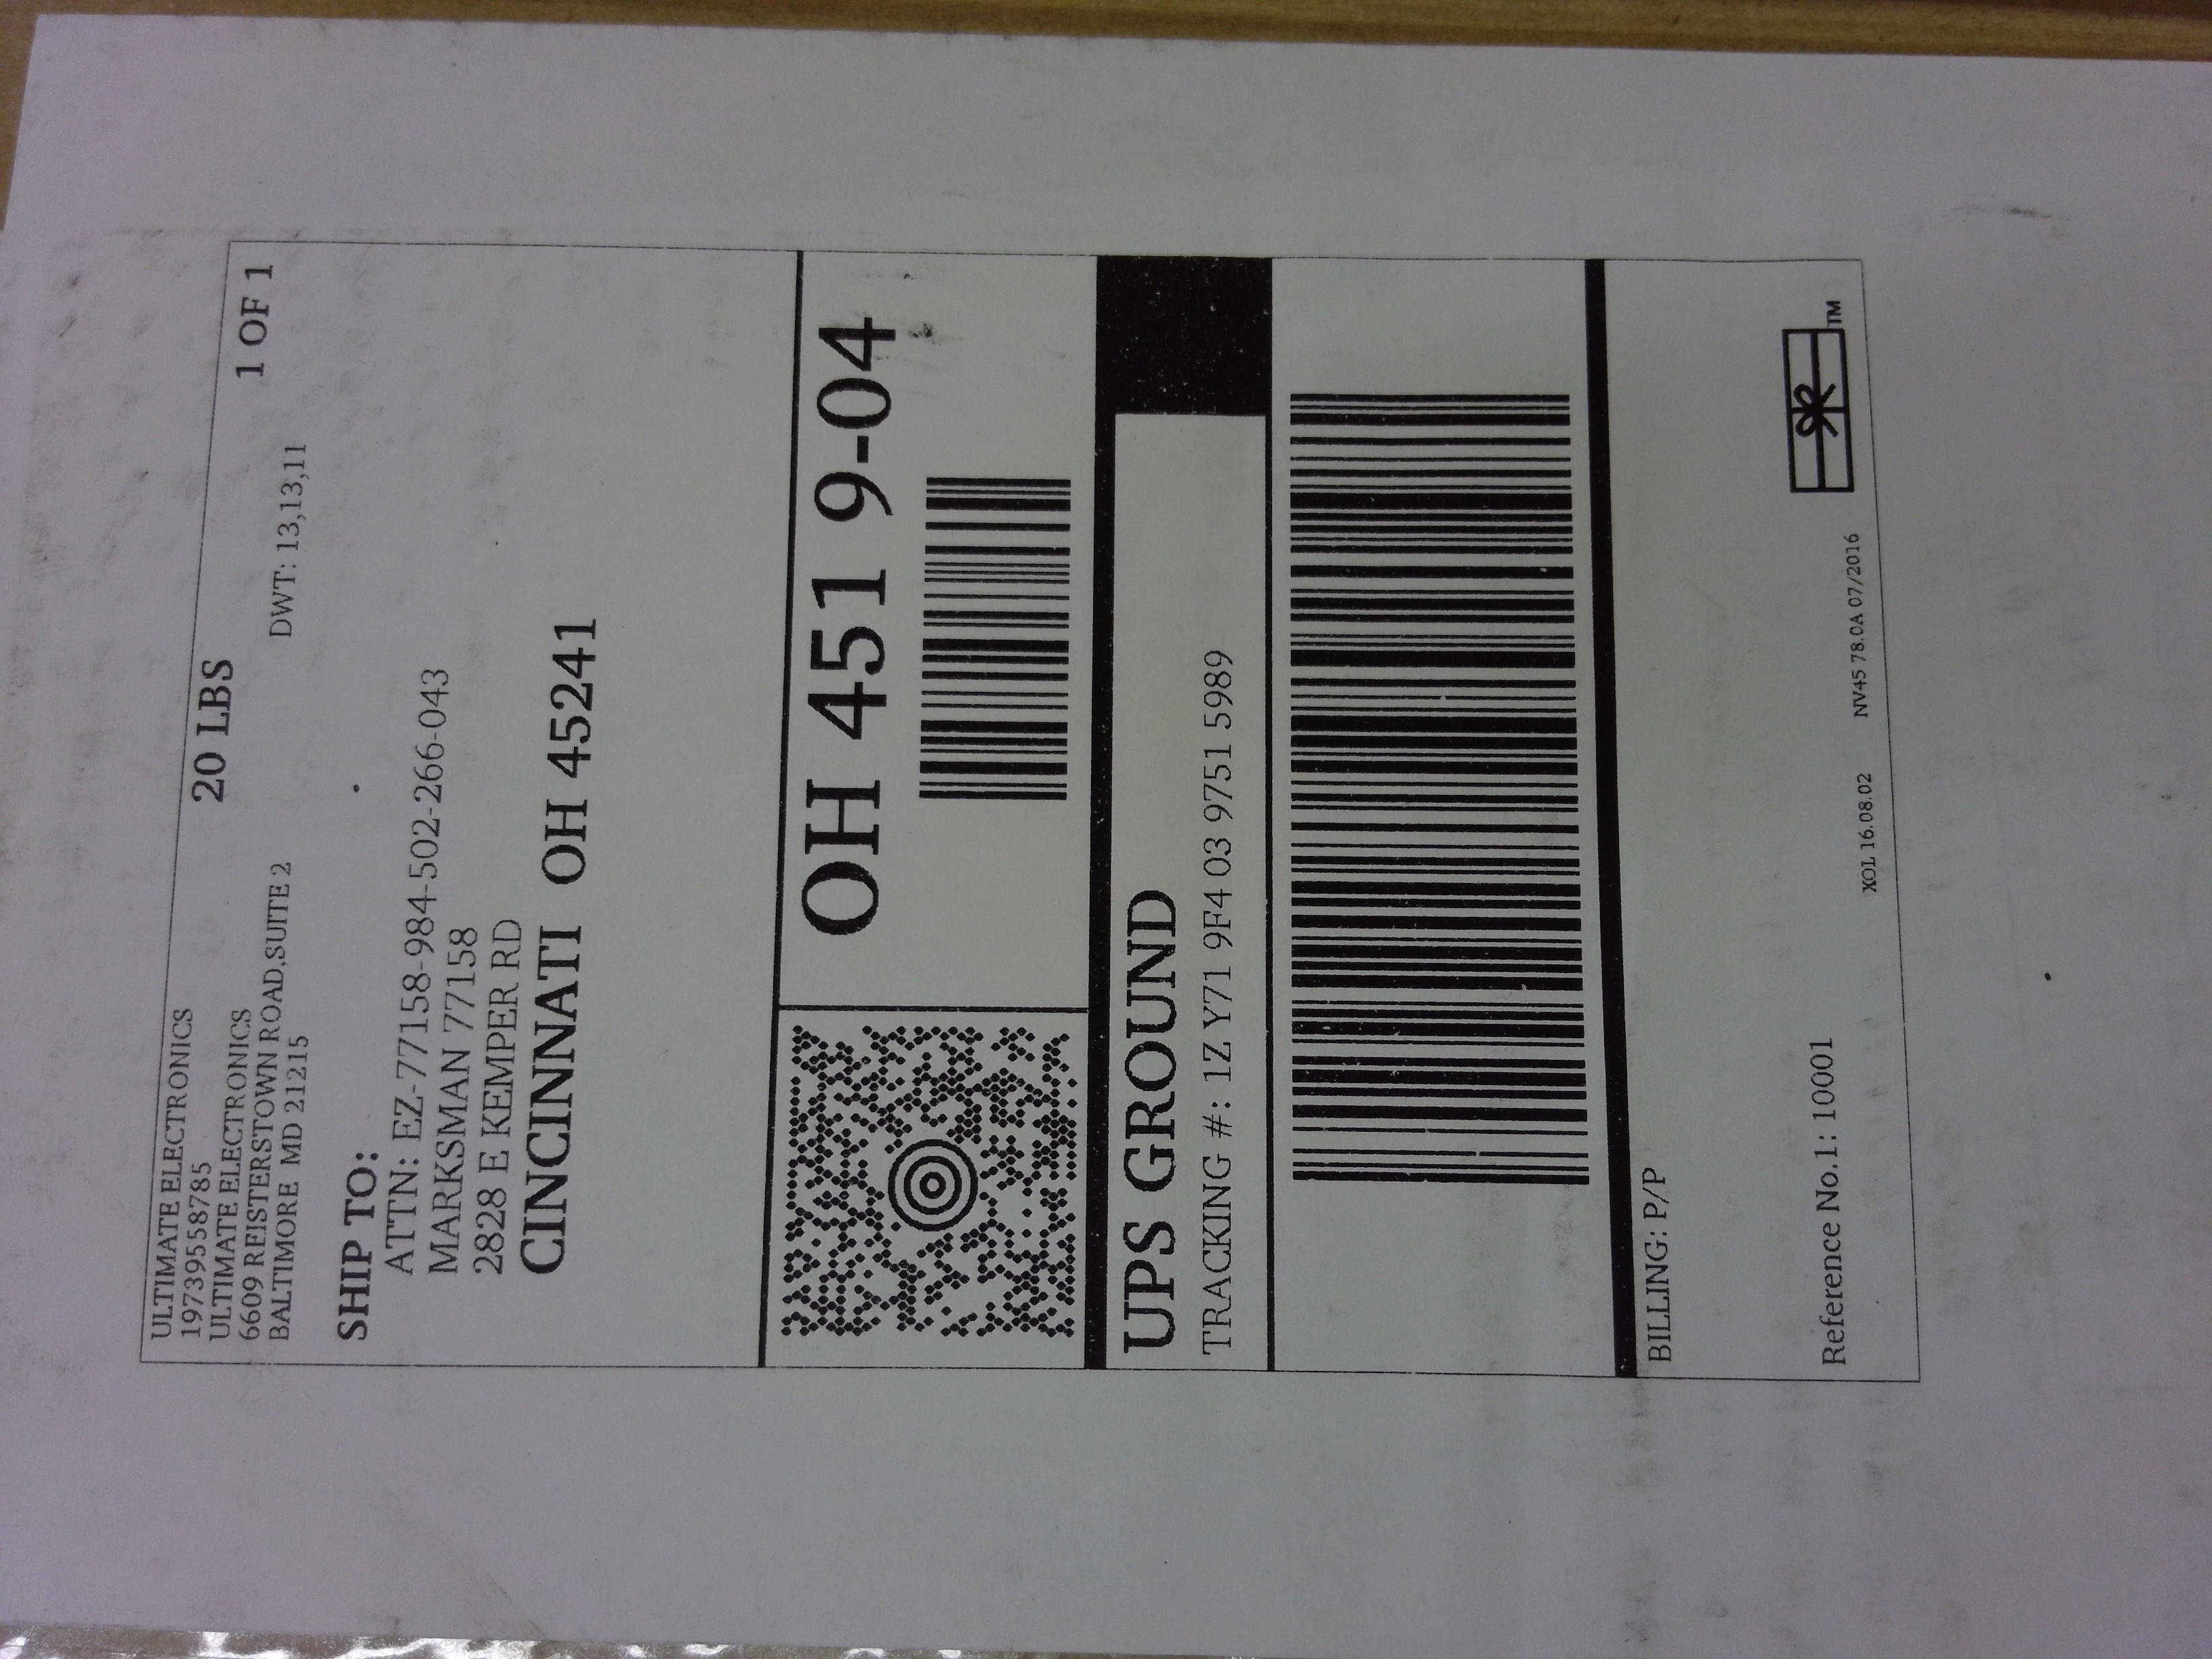 ULTIMATE ELECTRONICS
19739558785
ULTIMATE ELECTRONICS
6609 REISTERSTOWN ROAD,SUITE 2
BALTIMORE MD 21215
20 LBS
1 OF 1
DWT: 13,13,11
SHIP TO:
ATTN: EZ-77158-984-502-266-043
MARKSMAN 77158
2828 E KEMPER RD
CINCINNATI OH 45241
OH 451 9-04
UPS GROUND
TRACKING #: 1Z Y71 9F4 03 9751 5989
BILLING: P/P
Reference No.1: 10001
XOL 16.08.02 NV45 78.0A 07/2016
TM